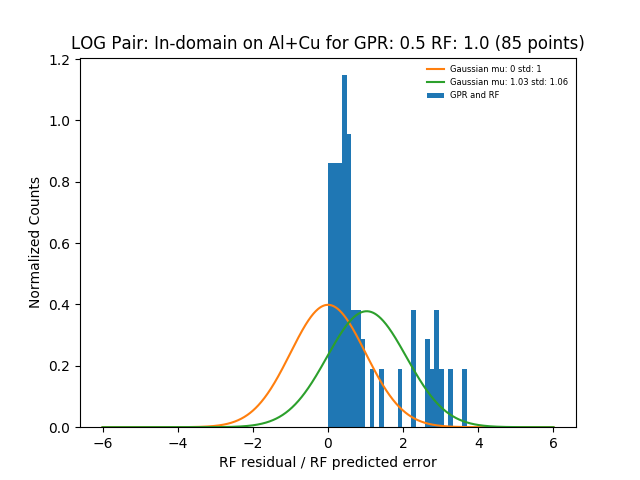 LOG Pair: In-domain on Al+Cu for GPR: 0.5 RF: 1.0 (85 points)
Gaussian mu: 0 std: 1
Gaussian mu: 1.03 std: 1.06
GPR and RF
Normalized Counts
1.2
1.0
0.8
0.6
0.4
0.2
0.0
−6 −4 −2 0 2 4 6
RF residual / RF predicted error